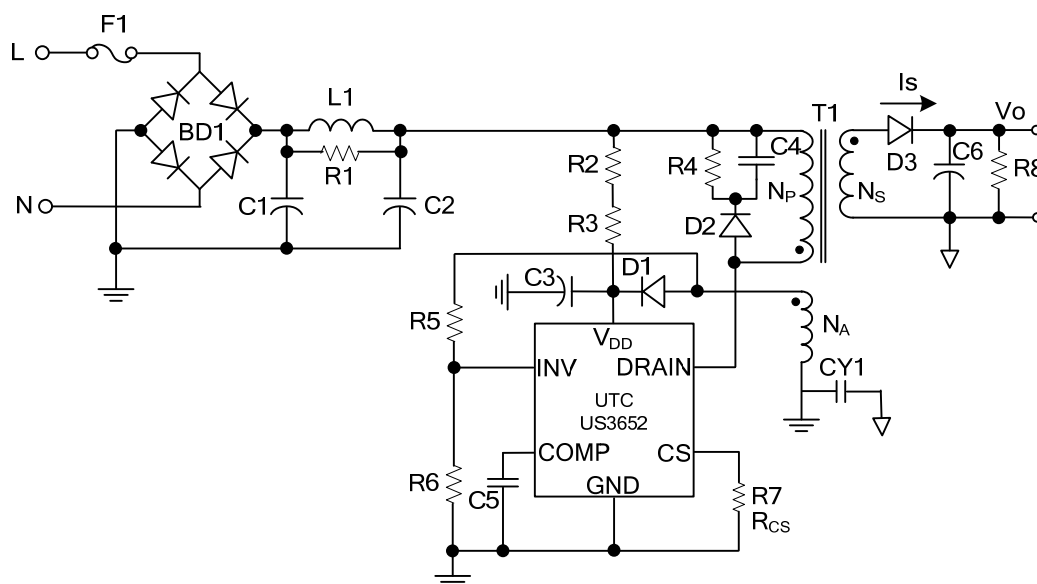 F1
L
L1
Is
T1
Vo
BD1
C4
R2
R4
C6
D3
R1
R8
N
C1
C2
NP
NS
R3
D2
D1
C3
R5
NA
VDD
CY1
INV
DRAIN
UTC
US3652
COMP
CS
R6
C5
GND
R7
RCS